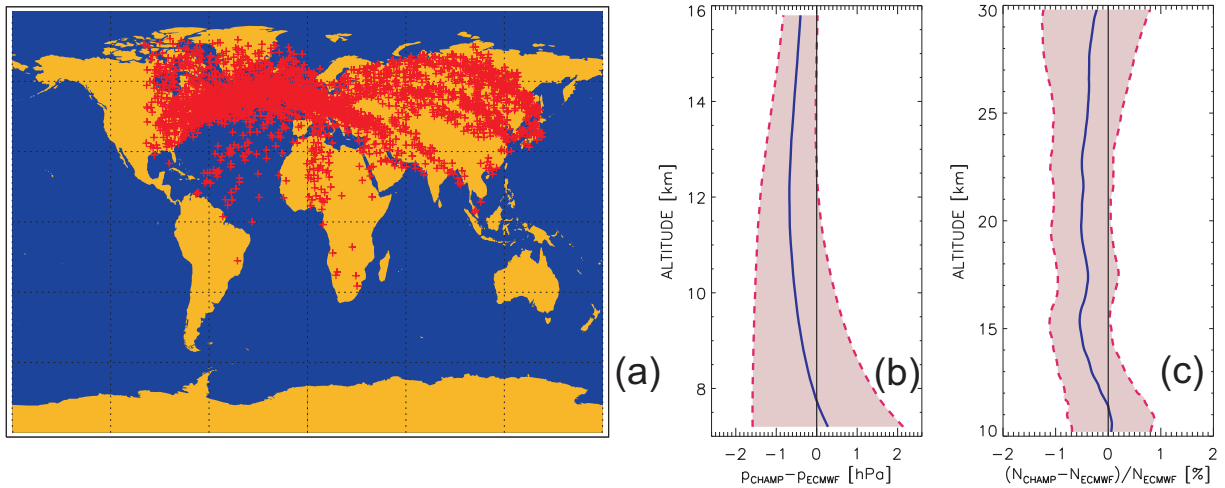 (a)
16
14
12
10
8
ALTITUDE [km]
(b)
−2 −1 0 1 2
pCHAMP−pECMWF [hPa]
30
25
20
15
10
ALTITUDE [km]
(c)
−2 −1 0 1 2
(NCHAMP−NECMWF)/NECMWF [%]